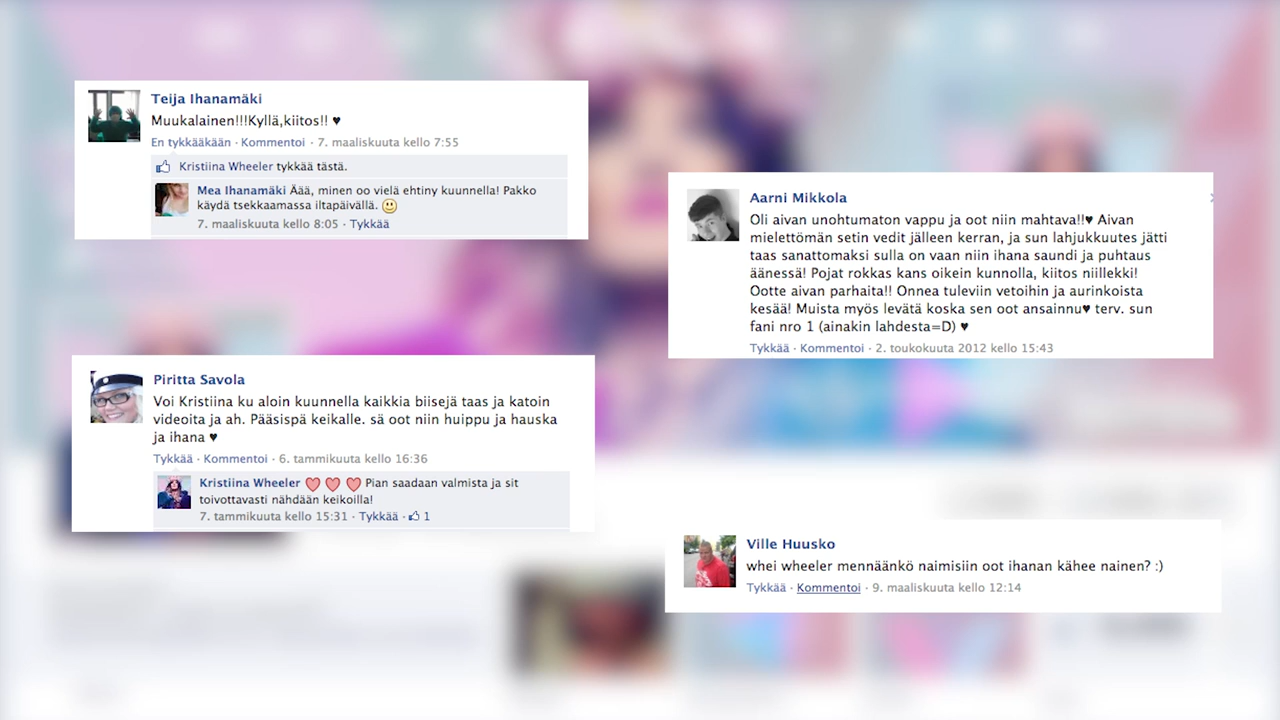 Teija Ihanamäki
Muukalainen!!!Kyllä,kiitos!! ♥
En tykkääkään · Kommentoi · 7. maaliskuuta kello 7:55
Kristiina Wheeler tykkää tästä.
Mea Ihanamäki Äää, minen oo vielä ehtiny kuunnella! Pakko
käydä tsekkaamassa iltapäivällä. 🙂
7. maaliskuuta kello 8:05 · Tykkää
Aarni Mikkola
Oli aivan unohtumaton vappu ja oot niin mahtava!!♥ Aivan
mielettömän setin vedit jälleen kerran, ja sun lahjukkuutes jätti
taas sanattomaksi sulla on vaan niin ihana saundi ja puhtaus
äänessä! Pojat rokkas kans oikein kunnolla, kiitos niillekki!
Ootte aivan parhaita!! Onnea tuleviin vetoihin ja aurinkoista
kesää! Muista myös levätä koska sen oot ansainnu♥ terv. sun
fani nro 1 (ainakin lahdesta=D) ♥
Tykkää · Kommentoi · 2. toukokuuta 2012 kello 15:43
Piritta Savola
Voi Kristiina ku aloin kuunnella kaikkia biisejä taas ja katoin
videoita ja ah. Pääsispä keikalle. sä oot niin huippu ja hauska
ja ihana ♥
Tykkää · Kommentoi · 6. tammikuuta kello 16:36
Kristiina Wheeler ♥ ♥ ♥ Pian saadaan valmista ja sit
toivottavasti nähdään keikoilla!
7. tammikuuta kello 15:31 · Tykkää · 1
Ville Huusko
whei wheeler mennäänkö naimisiin oot ihanan kähee nainen? :)
Tykkää · Kommentoi · 9. maaliskuuta kello 12:14